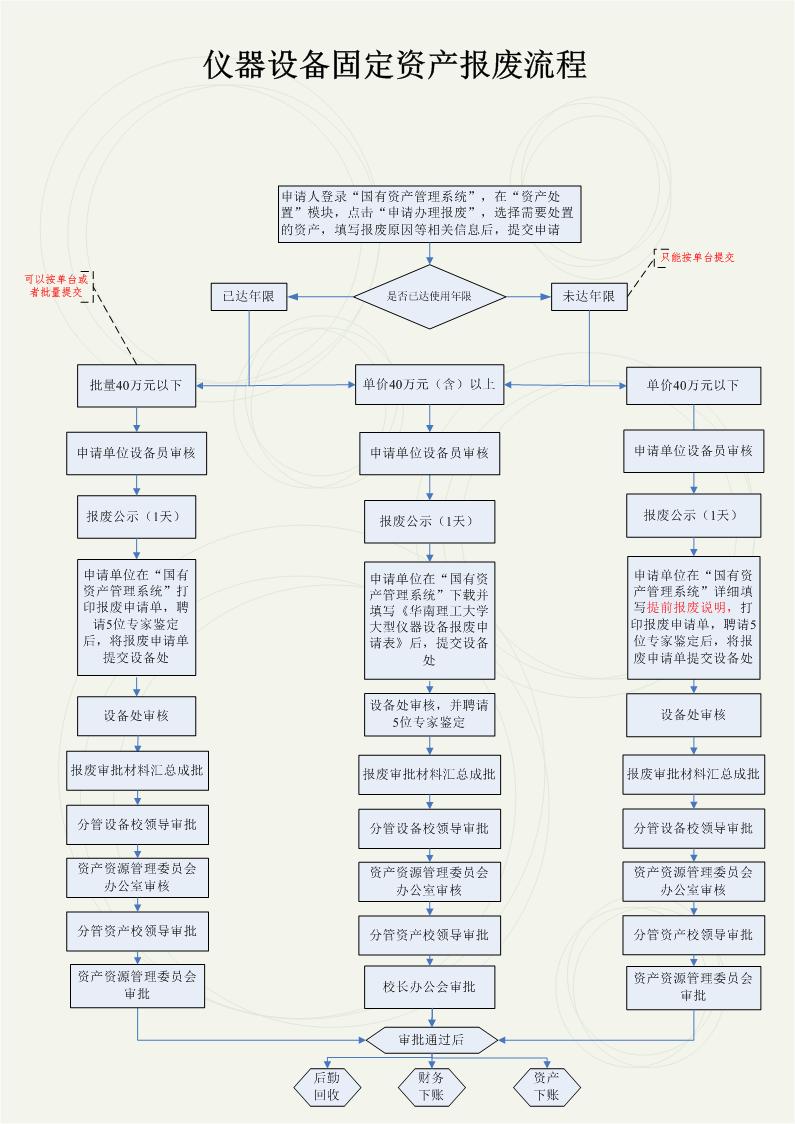 仪器设备固定资产报废流程
申请人登录“国有资产管理系统”，在“资产处
置”模块，点击“申请办理报废”，选择需要处置
的资产，填写报废原因等相关信息后，提交申请
只能按单台提交
可以按单台或
者批量提交
已达年限
是否已达使用年限
未达年限
批量40万元以下
单价40万元（含）以上
单价40万元以下
申请单位设备员审核
申请单位设备员审核
申请单位设备员审核
报废公示（1天）
报废公示（1天）
报废公示（1天）
申请单位在“国有
资产管理系统”打
印报废申请单，聘
请5位专家鉴定
后，将报废申请单
提交设备处
申请单位在“国有资
产管理系统”下载并
填写《华南理工大学
大型仪器设备报废申
请表》后，提交设备
处
申请单位在“国有资
产管理系统”详细填
写提前报废说明，打
印报废申请单，聘请5
位专家鉴定后，将报
废申请单提交设备处
设备处审核
设备处审核，并聘请
5位专家鉴定
设备处审核
报废审批材料汇总成批
报废审批材料汇总成批
报废审批材料汇总成批
分管设备校领导审批
分管设备校领导审批
分管设备校领导审批
资产资源管理委员会
办公室审核
资产资源管理委员会
办公室审核
资产资源管理委员会
办公室审核
分管资产校领导审批
分管资产校领导审批
分管资产校领导审批
资产资源管理委员会
审批
校长办公会审批
资产资源管理委员会
审批
审批通过后
后勤
回收
财务
下账
资产
下账